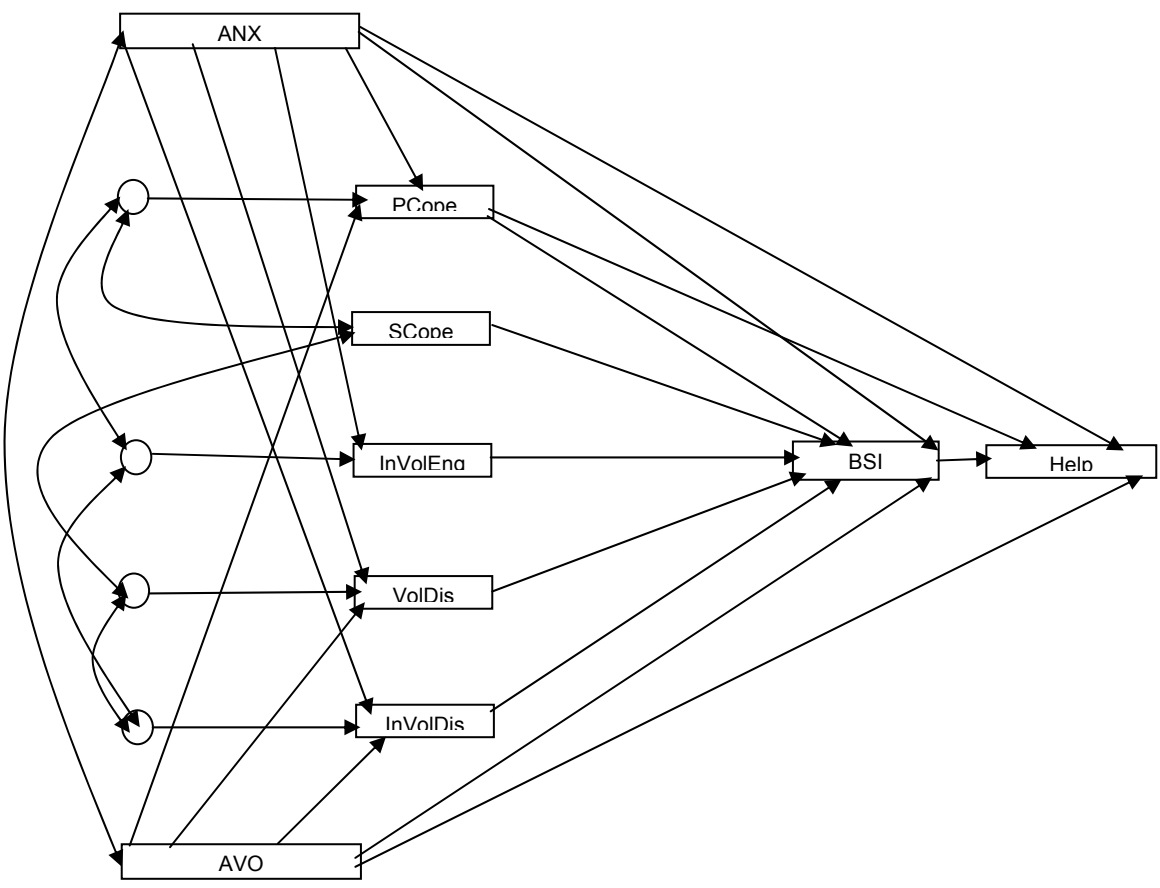 ANX
PCope
SCope
InVolEng
BSI
Help
VolDis
InVolDis
AVO